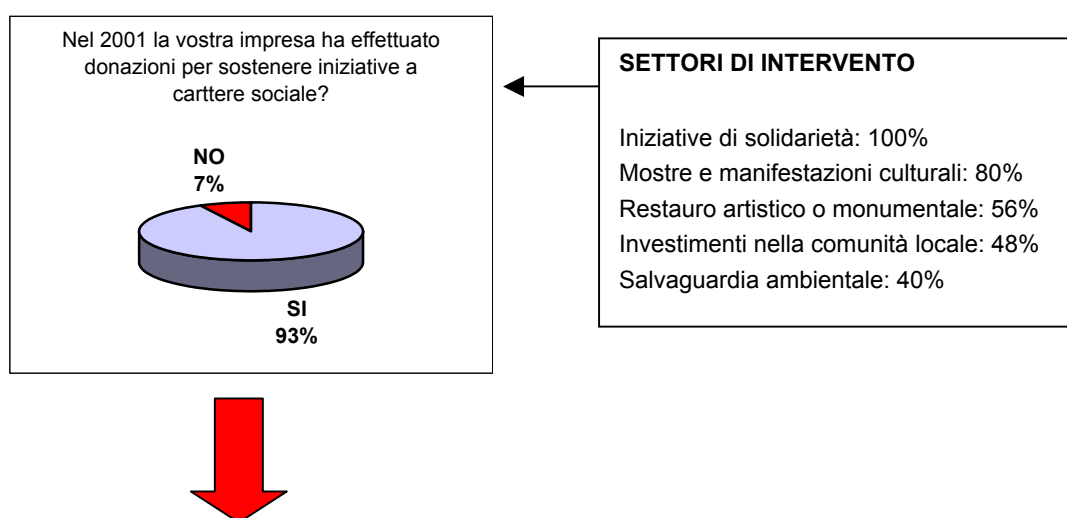 Nel 2001 la vostra impresa ha effettuato
donazioni per sostenere iniziative a
carttere sociale?
NO
7%
SI
93%
SETTORI DI INTERVENTO
Iniziative di solidarietà: 100%
Mostre e manifestazioni culturali: 80%
Restauro artistico o monumentale: 56%
Investimenti nella comunità locale: 48%
Salvaguardia ambientale: 40%